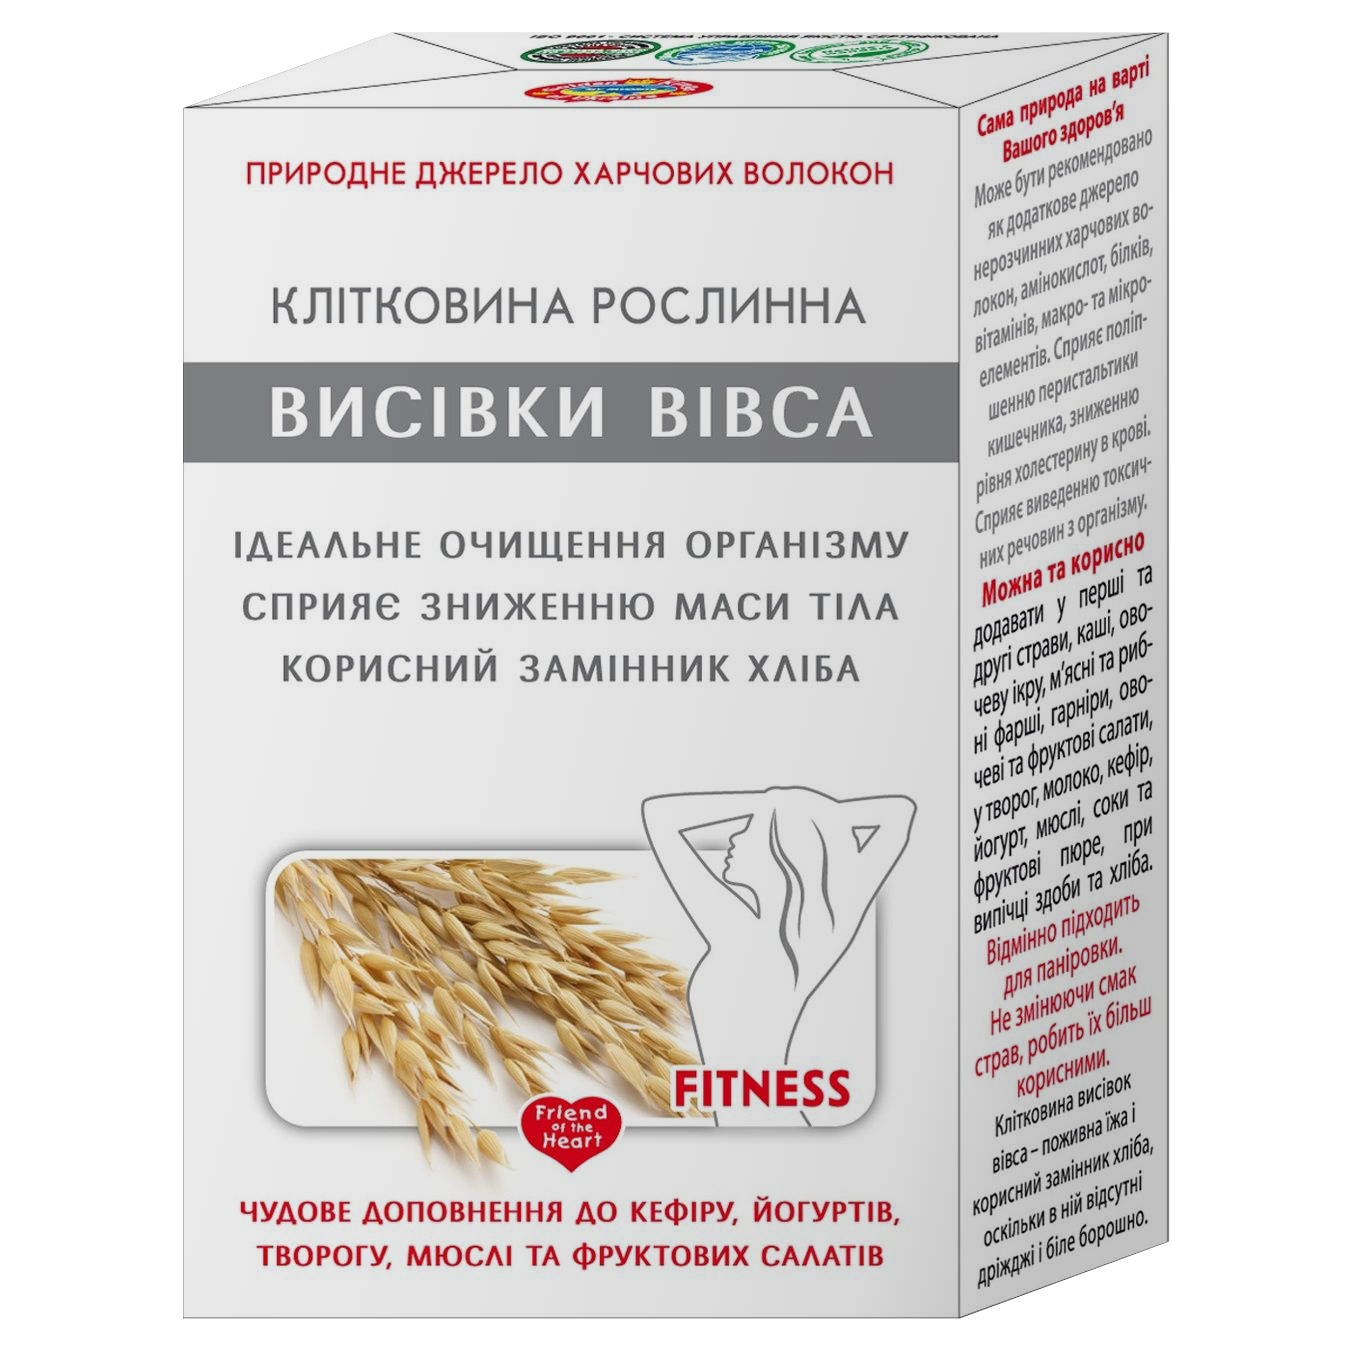 ISO 9001 - СИСТЕМА УПРАВЛІННЯ ЯКІСТЮ СЕРТИФІКОВАНА
ПРИРОДНЕ ДЖЕРЕЛО ХАРЧОВИХ ВОЛОКОН
КЛІТКОВИНА РОСЛИННА
ВИСІВКИ ВІВСА
ІДЕАЛЬНЕ ОЧИЩЕННЯ ОРГАНІЗМУ
СПРИЯЄ ЗНИЖЕННЮ МАСИ ТІЛА
КОРИСНИЙ ЗАМІННИК ХЛІБА
FITNESS
Friend
of the
Heart
ЧУДОВЕ ДОПОВНЕННЯ ДО КЕФІРУ, ЙОГУРТІВ,
ТВОРОГУ, МЮСЛІ ТА ФРУКТОВИХ САЛАТІВ
Сама природа на варті
Вашого здоров'я
Може бути рекомендовано
як додаткове джерело
нерозчинних харчових во-
локон, амінокислот, білків,
вітамінів, макро- та мікро-
елементів. Сприяє поліп-
шенню перистальтики
кишечника, зниженню
рівня холестерину в крові.
Сприяє виведенню токсич-
них речовин з організму.
Можна та корисно
додавати у перші та
другі страви, каші, ово-
чеву ікру, м'ясні та риб-
ні фарші, гарніри, ово-
чеві та фруктові салати,
у творог, молоко, кефір,
йогурт, мюслі, соки та
фруктові пюре, при
випічці здоби та хліба.
Відмінно підходить
для паніровки.
Не змінюючи смак
страв, робить їх більш
корисними.
Клітковина висівок
вівса – поживна їжа і
корисний замінник хліба,
оскільки в ній відсутні
дріжджі і біле борошно.